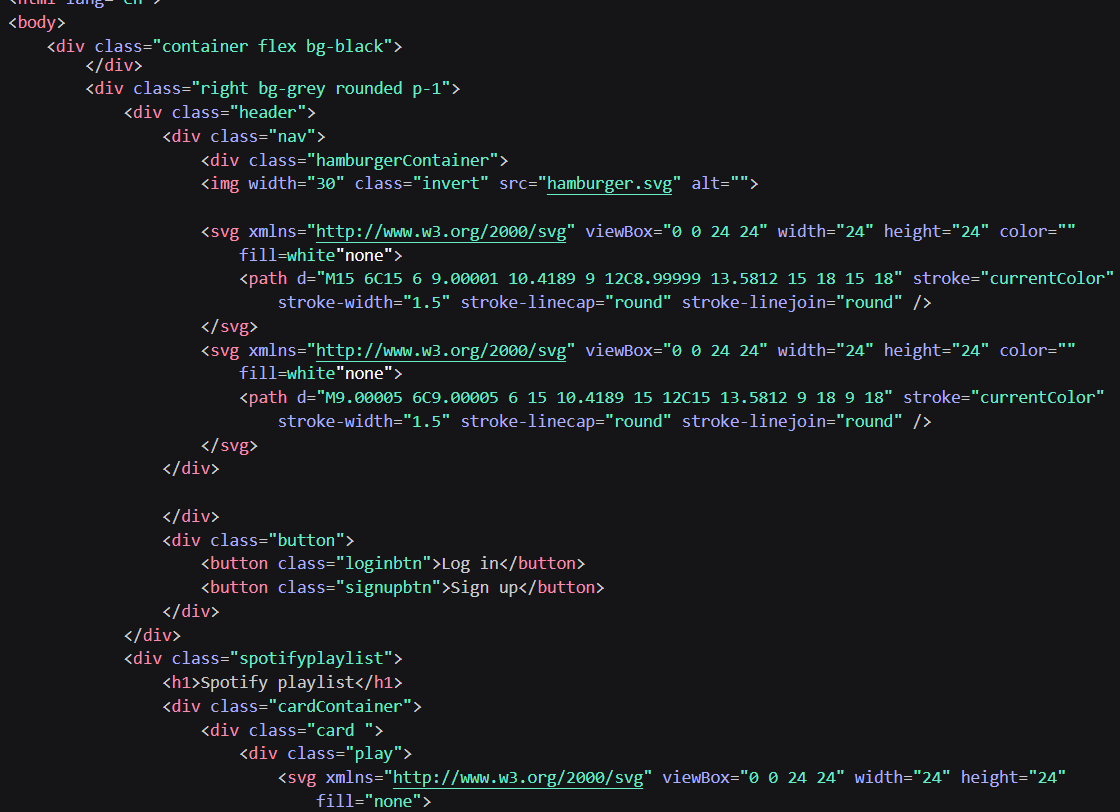 <html lang="en">
<body>
<div class="container flex bg-black">
</div>
<div class="right bg-grey rounded p-1">
<div class="header">
<div class="nav">
<div class="hamburgerContainer">
<img width="30" class="invert" src="hamburger.svg" alt="">
<svg xmlns="http://www.w3.org/2000/svg" viewBox="0 0 24 24" width="24" height="24" color=""
fill=white"none">
<path d="M15 6C15 6 9.00001 10.4189 9 12C8.99999 13.5812 15 18 15 18" stroke="currentColor"
stroke-width="1.5" stroke-linecap="round" stroke-linejoin="round" />
</svg>
<svg xmlns="http://www.w3.org/2000/svg" viewBox="0 0 24 24" width="24" height="24" color=""
fill=white"none">
<path d="M9.00005 6C9.00005 6 15 10.4189 15 12C15 13.5812 9 18 9 18" stroke="currentColor"
stroke-width="1.5" stroke-linecap="round" stroke-linejoin="round" />
</svg>
</div>
</div>
<div class="button">
<button class="loginbtn">Log in</button>
<button class="signupbtn">Sign up</button>
</div>
</div>
<div class="spotifyplaylist">
<h1>Spotify playlist</h1>
<div class="cardContainer">
<div class="card ">
<div class="play">
<svg xmlns="http://www.w3.org/2000/svg" viewBox="0 0 24 24" width="24" height="24"
fill="none">